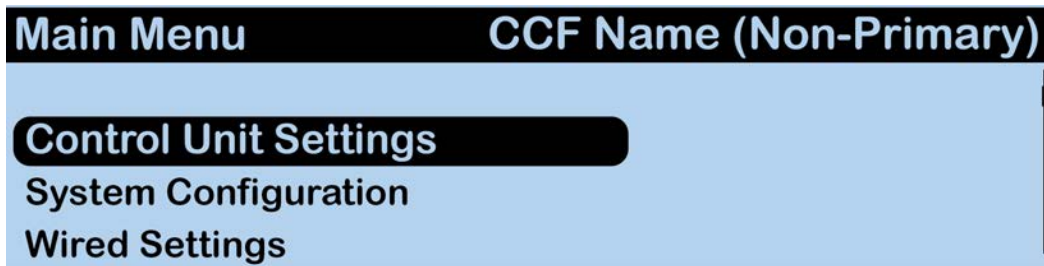 Main Menu CCF Name (Non-Primary)
Control Unit Settings
System Configuration
Wired Settings